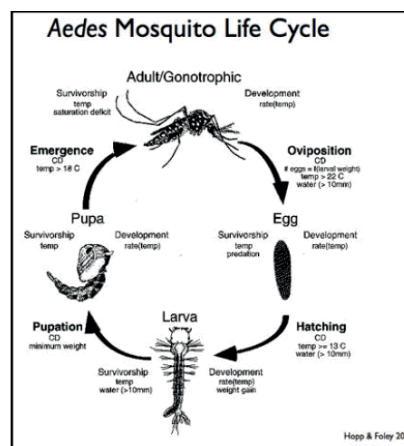 Aedes Mosquito Life Cycle
Adult/Gonotrophic
Survivorship
temp
saturation deficit
Development
rate(temp)
Emergence
CD
temp > 18 C
Oviposition
CD
# eggs = f(larval weight)
temp > 22 C
water (> 10mm)
Pupa
Survivorship
temp
Development
rate(temp)
Egg
Survivorship
temp
predation
Development
rate(temp)
Pupation
CD
minimum weight
Larva
Hatching
CD
temp >= 13 C
water (> 10mm)
Survivorship
temp
water (>10mm)
Development
rate(temp)
weight gain
Hopp & Foley 20